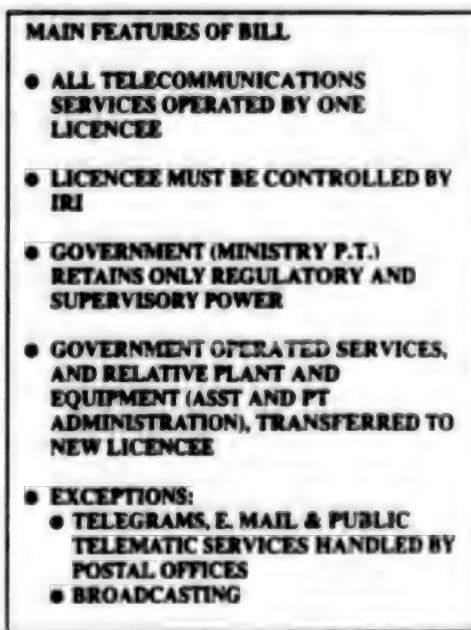 MAIN FEATURES OF BILL
● ALL TELECOMMUNICATIONS
SERVICES OPERATED BY ONE
LICENCEE
● LICENCEE MUST BE CONTROLLED BY
IRI
● GOVERNMENT (MINISTRY P.T.)
RETAINS ONLY REGULATORY AND
SUPERVISORY POWER
● GOVERNMENT OPERATED SERVICES,
AND RELATIVE PLANT AND
EQUIPMENT (ASST AND PT
ADMINISTRATION), TRANSFERRED TO
NEW LICENCEE
● EXCEPTIONS:
● TELEGRAMS, E. MAIL & PUBLIC
TELEMATIC SERVICES HANDLED BY
POSTAL OFFICES
● BROADCASTING